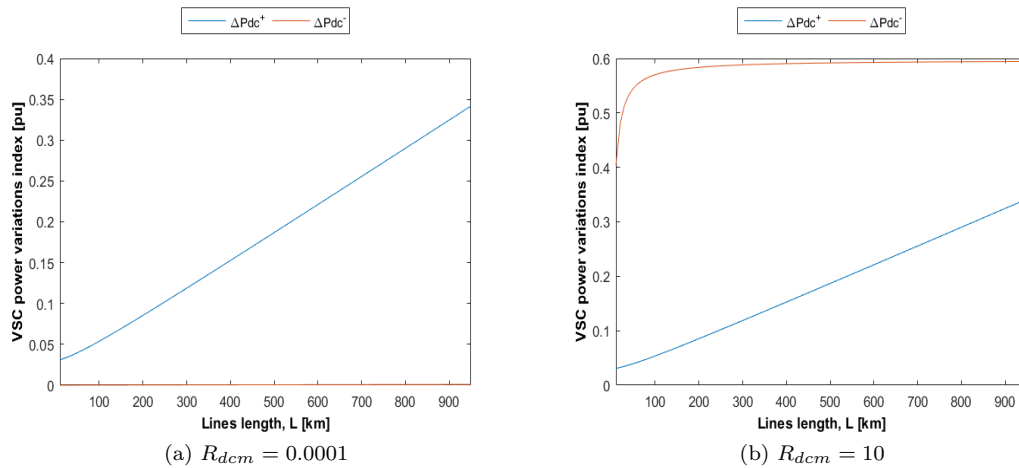 ΔPdc⁺ ΔPdc⁻
VSC power variations index [pu]
0.4
0.35
0.3
0.25
0.2
0.15
0.1
0.05
0
100 200 300 400 500 600 700 800 900
Lines length, L [km]
(a) R_dcm = 0.0001
ΔPdc⁺ ΔPdc⁻
VSC power variations index [pu]
0.6
0.5
0.4
0.3
0.2
0.1
0
100 200 300 400 500 600 700 800 900
Lines length, L [km]
(b) R_dcm = 10